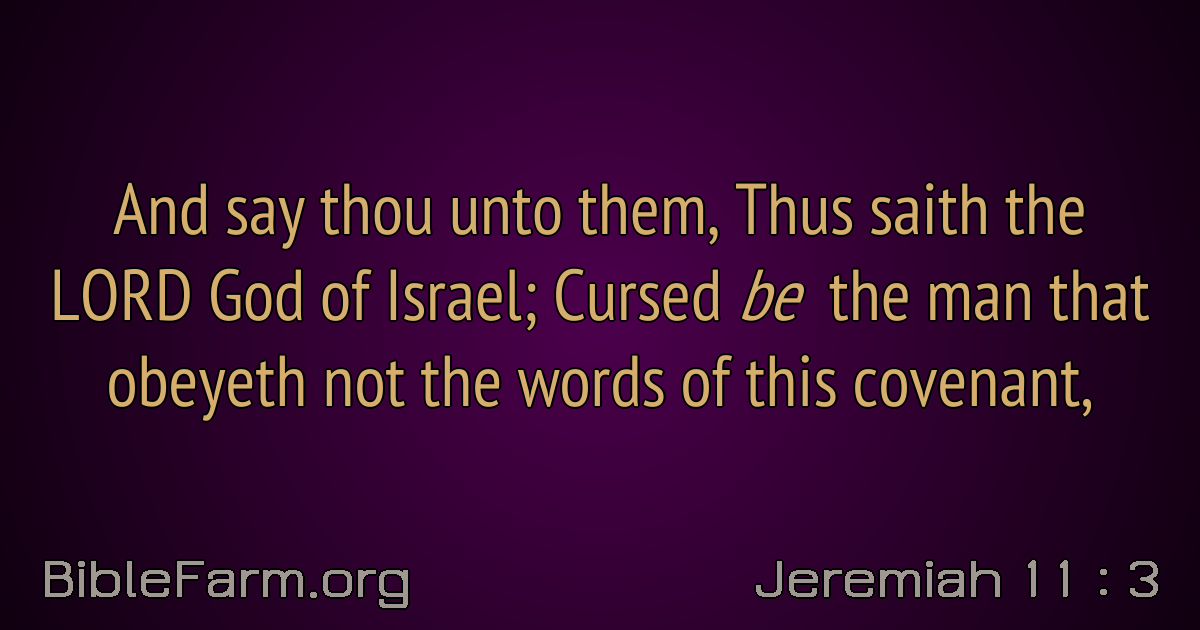 And say thou unto them, Thus saith the
LORD God of Israel; Cursed be the man that
obeyeth not the words of this covenant,
BibleFarm.org
Jeremiah 11 : 3